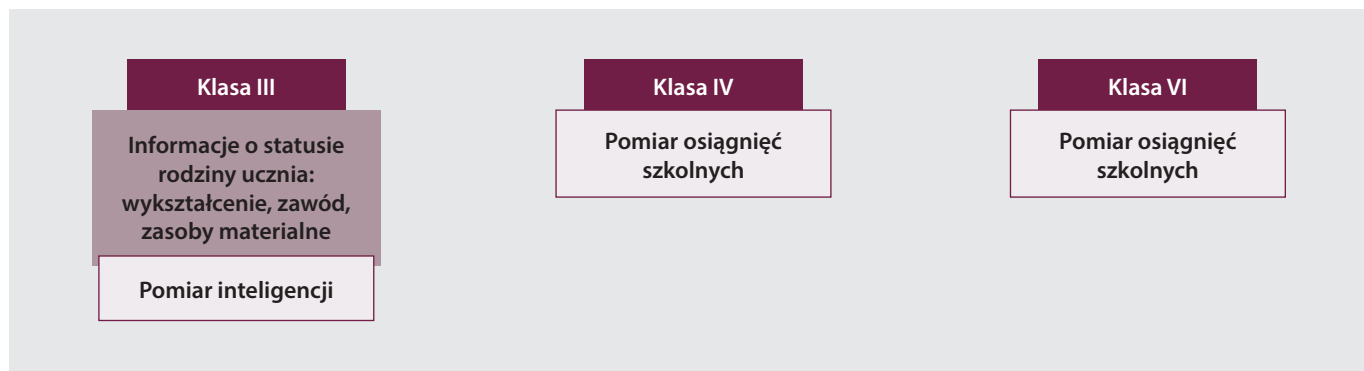 Klasa III
Informacje o statusie
rodziny ucznia:
wykształcenie, zawód,
zasoby materialne
Pomiar inteligencji
Klasa IV
Pomiar osiągnięć
szkolnych
Klasa VI
Pomiar osiągnięć
szkolnych